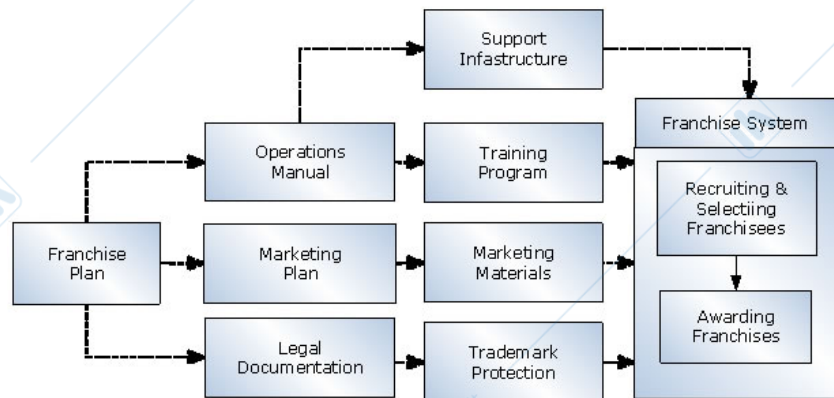 Support
Infastructure
Franchise System
Operations
Manual
Training
Program
Recruiting &
Selectiing
Franchisees
Franchise
Plan
Marketing
Plan
Marketing
Materials
Awarding
Franchises
Legal
Documentation
Trademark
Protection